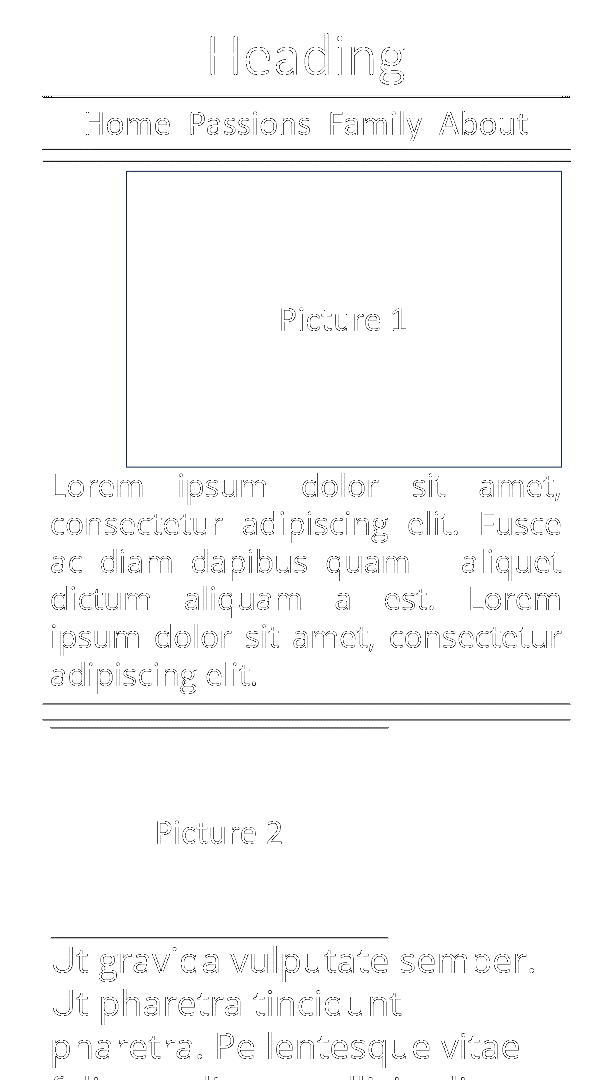 Heading
Home Passions Family About
Picture 1
Lorem ipsum dolor sit amet,
consectetur adipiscing elit. Fusce
ac diam dapibus quam aliquet
dictum aliquam a est. Lorem
ipsum dolor sit amet, consectetur
adipiscing elit.
Picture 2
Ut gravida vulputate semper.
Ut pharetra tincidunt
pharetra. Pellentesque vitae